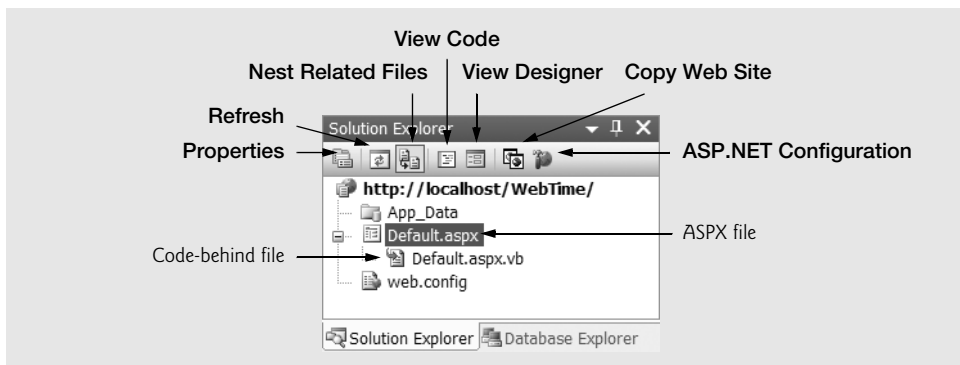 View Code
Nest Related Files
View Designer
Copy Web Site
Refresh
Solution Explorer
Properties
ASP.NET Configuration
http://localhost/WebTime/
App_Data
Default.aspx
ASPX file
Code-behind file
Default.aspx.vb
web.config
Solution Explorer
Database Explorer